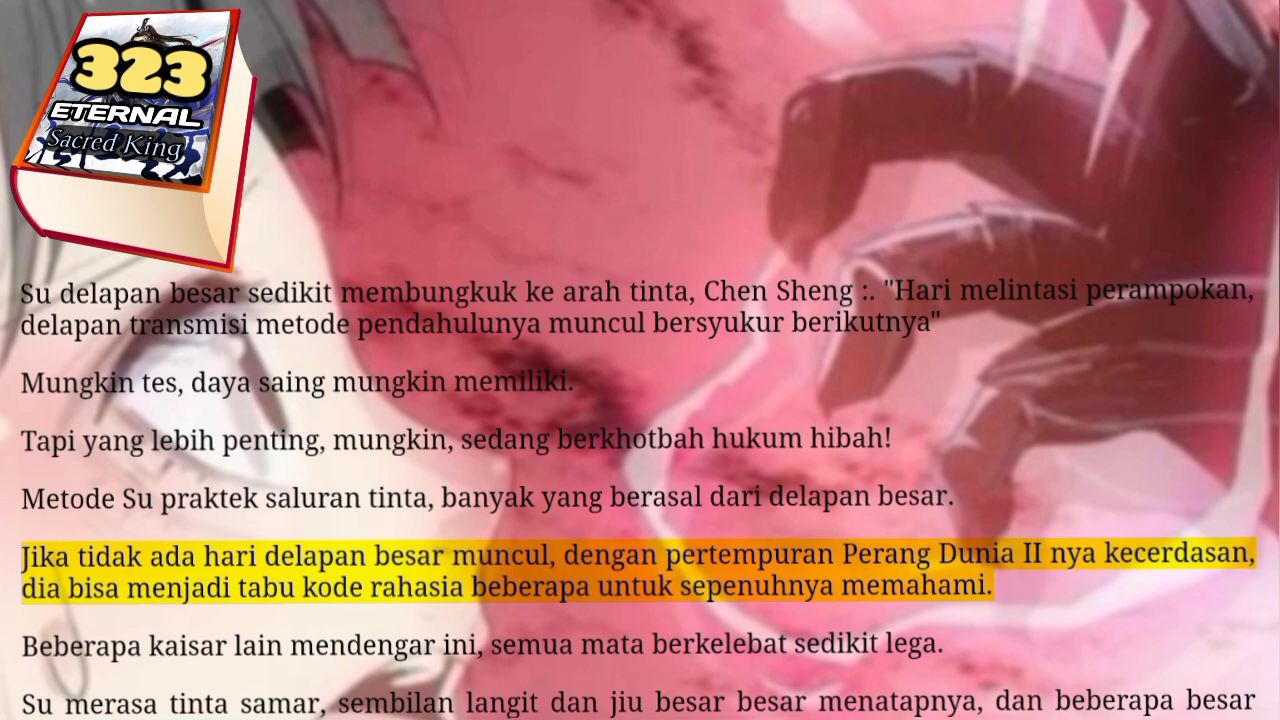 323
ETERNAL
Sacred King
Su delapan besar sedikit membungkuk ke arah tinta, Chen Sheng :. "Hari melintasi perampokan,
delapan transmisi metode pendahulunya muncul bersyukur berikutnya"
Mungkin tes, daya saing mungkin memiliki.
Tapi yang lebih penting, mungkin, sedang berkhotbah hukum hibah!
Metode Su praktek saluran tinta, banyak yang berasal dari delapan besar.
Jika tidak ada hari delapan besar muncul, dengan pertempuran Perang Dunia II nya kecerdasan,
dia bisa menjadi tabu kode rahasia beberapa untuk sepenuhnya memahami.
Beberapa kaisar lain mendengar ini, semua mata berkelebat sedikit lega.
Su merasa tinta samar, sembilan langit dan jiu besar besar menatapnya, dan beberapa besar